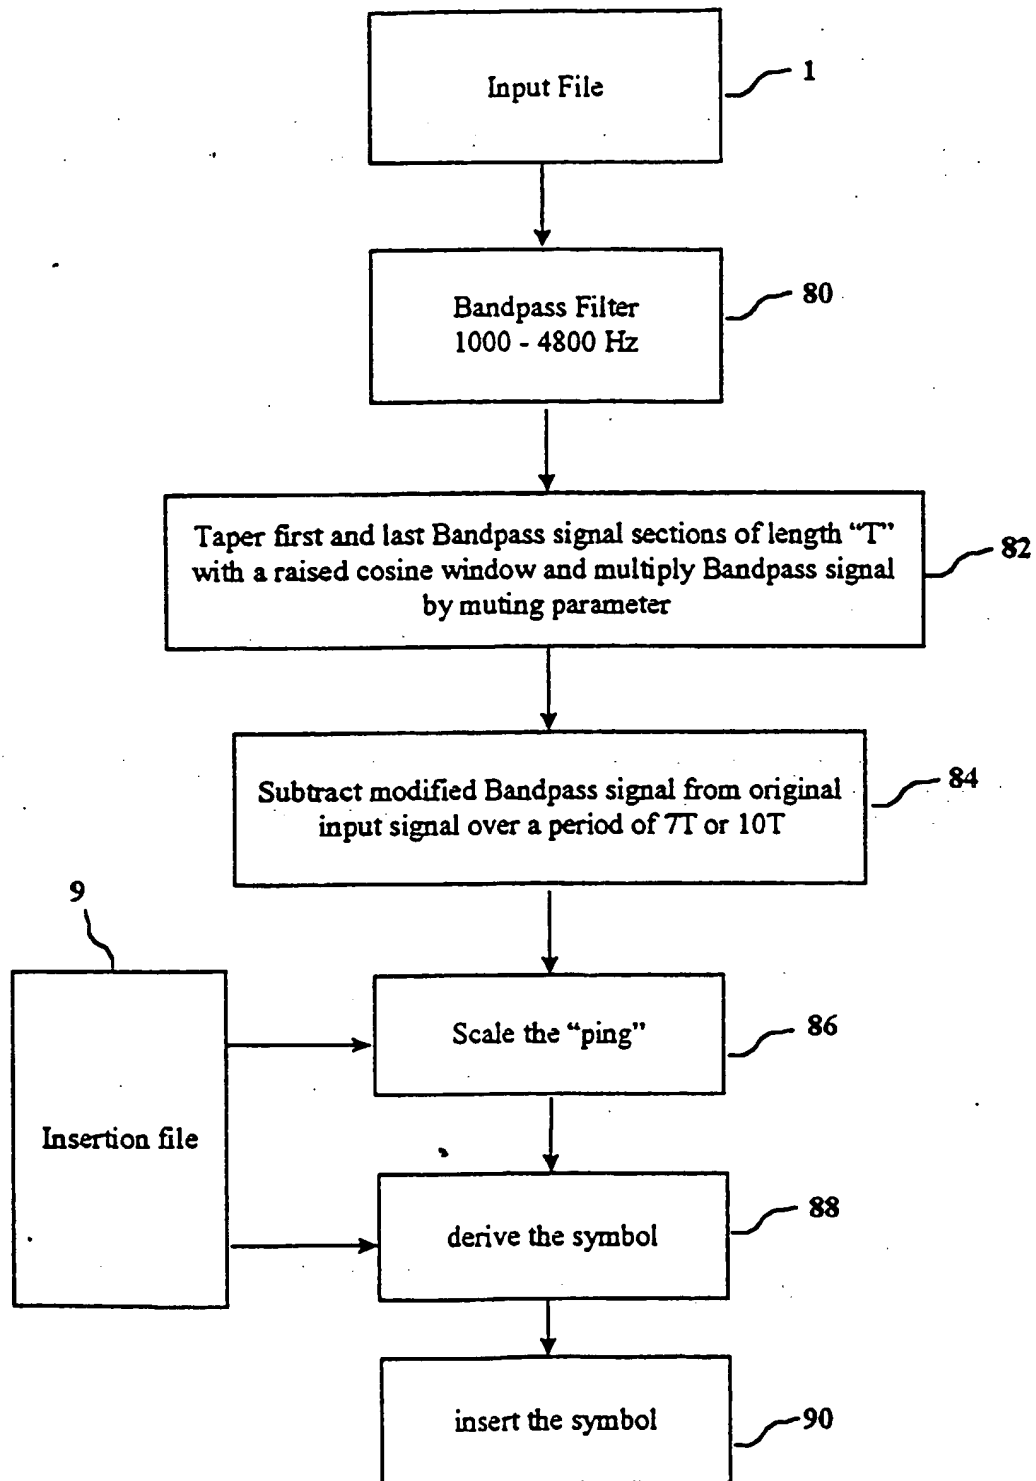 Input File
1
Bandpass Filter
1000 - 4800 Hz
80
Taper first and last Bandpass signal sections of length “T”
with a raised cosine window and multiply Bandpass signal
by muting parameter
82
Subtract modified Bandpass signal from original
input signal over a period of 7T or 10T
84
9
Insertion file
Scale the “ping”
86
derive the symbol
88
insert the symbol
90